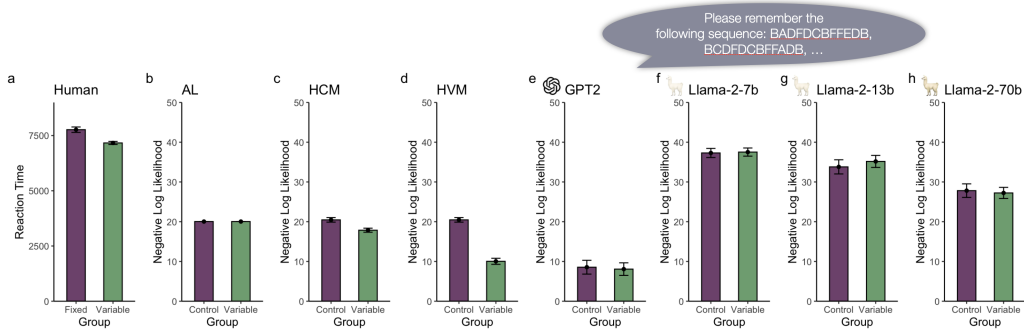 Please remember the
following sequence: BADFDCBFFEDB,
BCDFDCBFFADB, ...
a
Human
Reaction Time
7500
5000
2500
0
Fixed Variable
Group
b
AL
Negative Log Likelihood
50
40
30
20
10
0
Control Variable
Group
c
HCM
Negative Log Likelihood
50
40
30
20
10
0
Control Variable
Group
d
HVM
Negative Log Likelihood
50
40
30
20
10
0
Control Variable
Group
e
GPT2
Negative Log Likelihood
50
40
30
20
10
0
Control Variable
Group
f
Llama-2-7b
Negative Log Likelihood
50
40
30
20
10
0
Control Variable
Group
g
Llama-2-13b
Negative Log Likelihood
50
40
30
20
10
0
Control Variable
Group
h
Llama-2-70b
Negative Log Likelihood
50
40
30
20
10
0
Control Variable
Group